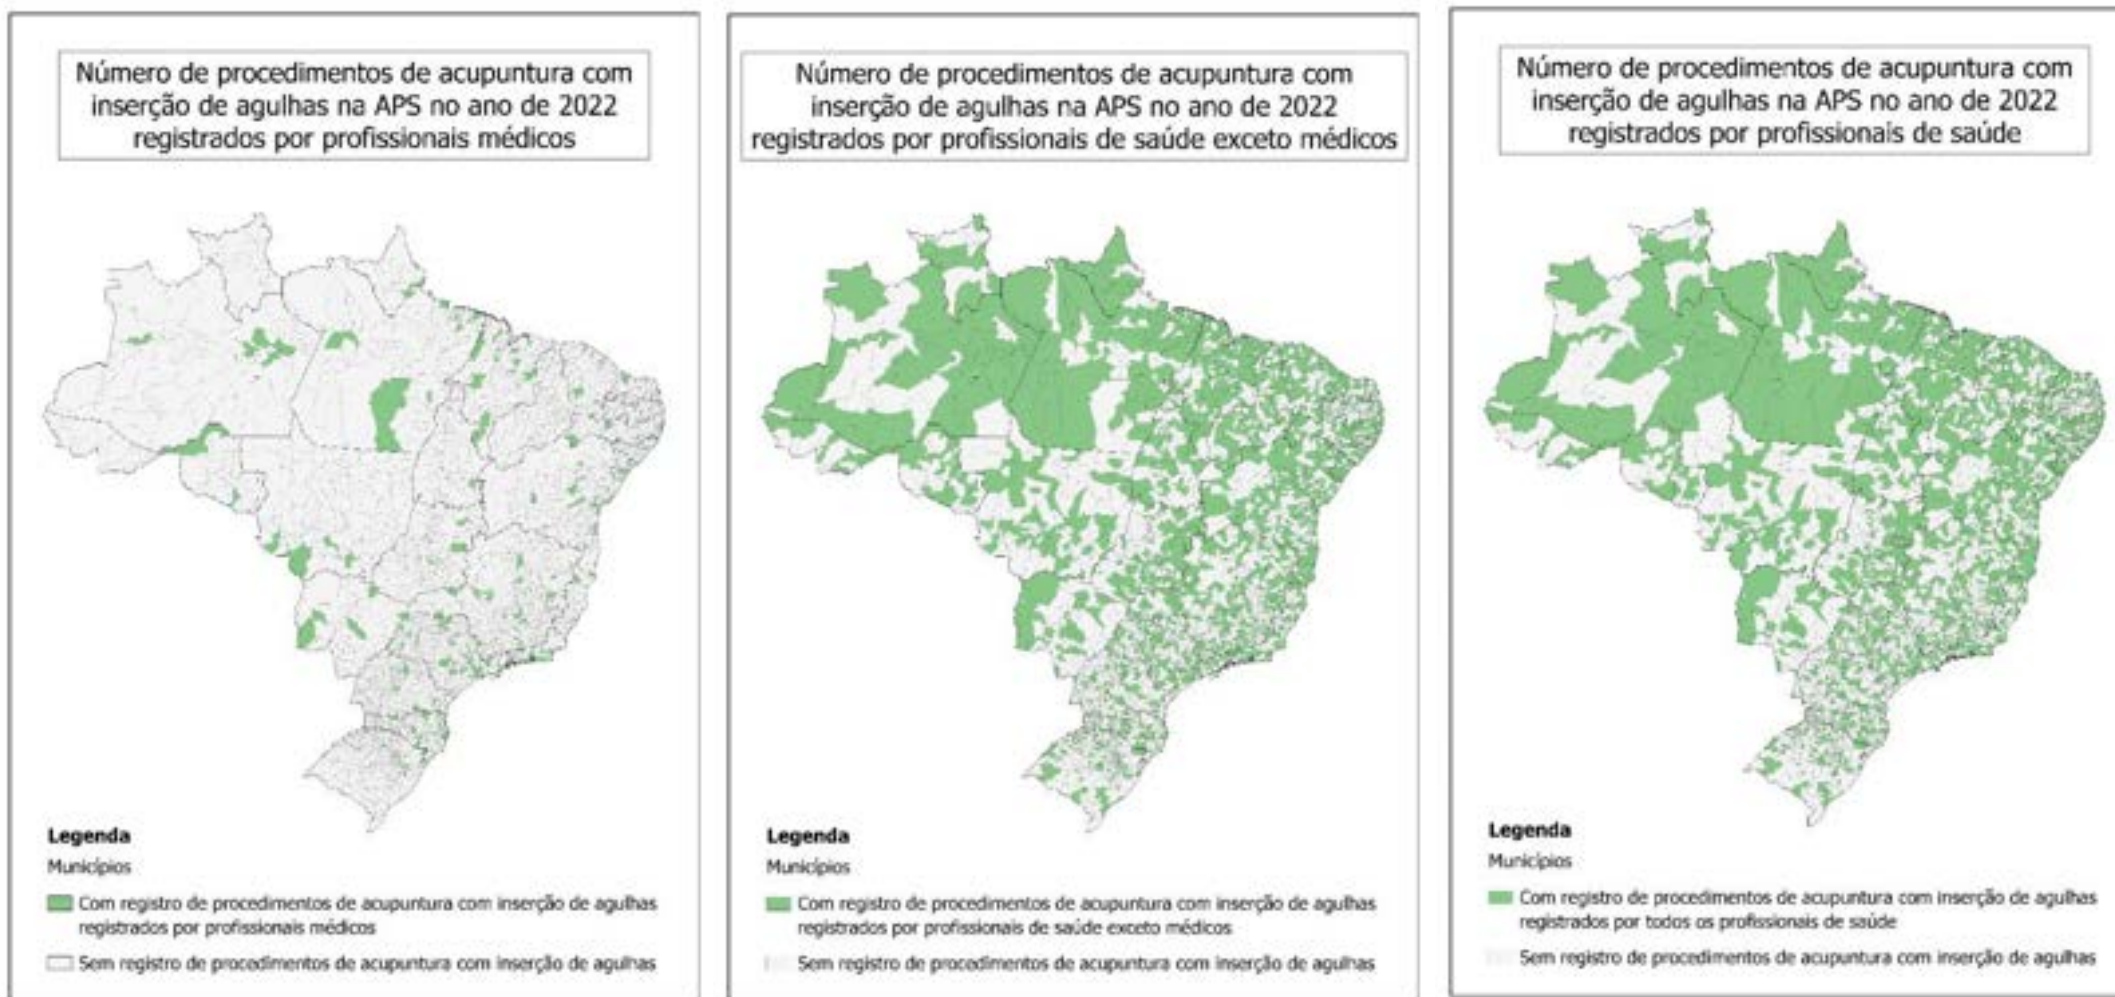 Número de procedimentos de acupuntura com
inserção de agulhas na APS no ano de 2022
registrados por profissionais médicos
Legenda
Municípios
Com registro de procedimentos de acupuntura com inserção de agulhas
registrados por profissionais médicos
Sem registro de procedimentos de acupuntura com inserção de agulhas
Número de procedimentos de acupuntura com
inserção de agulhas na APS no ano de 2022
registrados por profissionais de saúde exceto médicos
Legenda
Municípios
Com registro de procedimentos de acupuntura com inserção de agulhas
registrados por profissionais de saúde exceto médicos
Sem registro de procedimentos de acupuntura com inserção de agulhas
Número de procedimentos de acupuntura com
inserção de agulhas na APS no ano de 2022
registrados por profissionais de saúde
Legenda
Municípios
Com registro de procedimentos de acupuntura com inserção de agulhas
registrados por todos os profissionais de saúde
Sem registro de procedimentos de acupuntura com inserção de agulhas